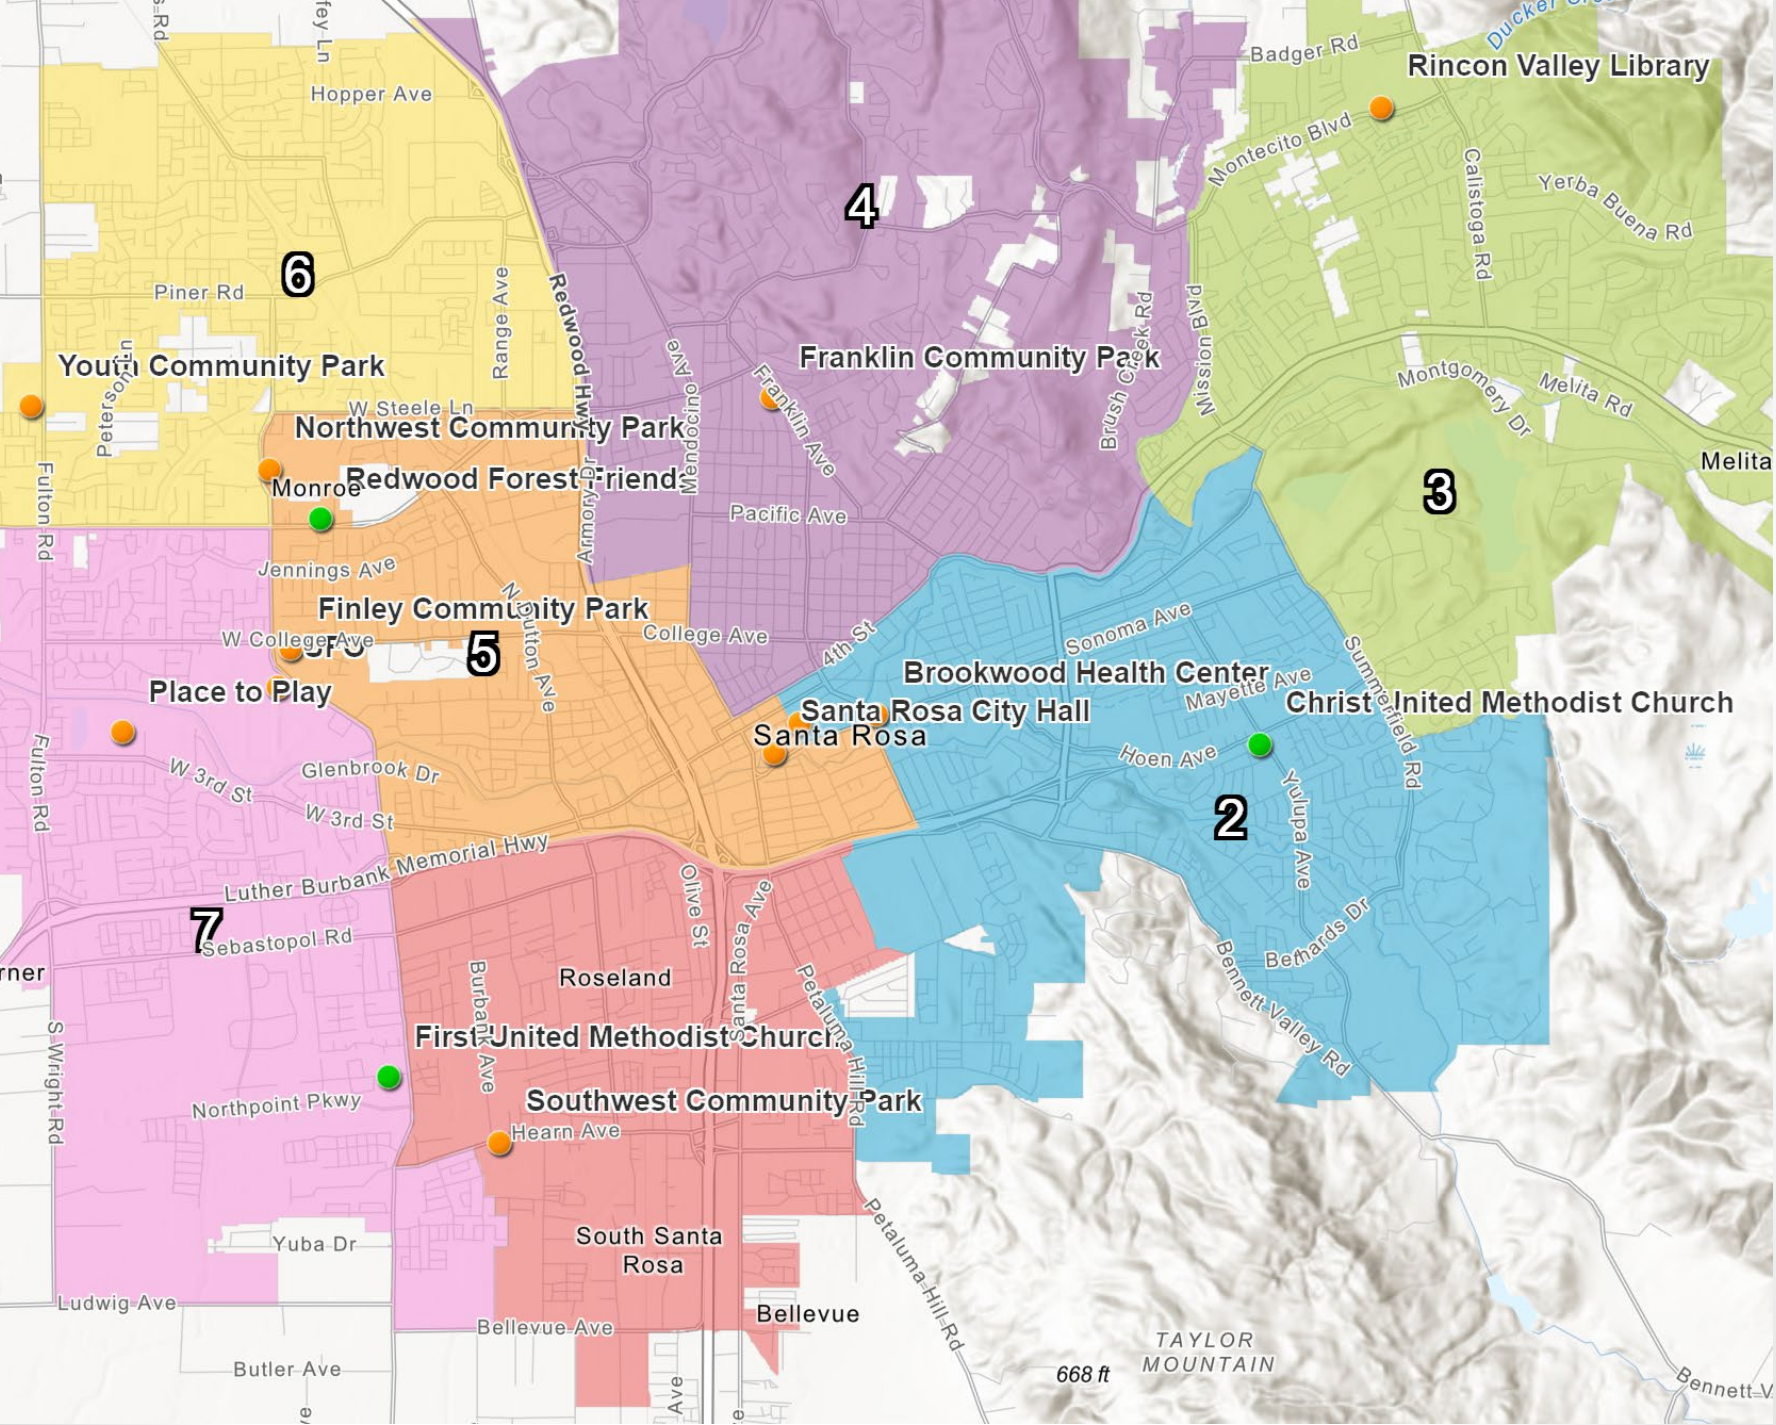 Ducker Cre
Badger Rd
Rincon Valley Library
Hopper Ave
Montecito Blvd
Calistoga Rd
Yerba Buena Rd
4
6
Piner Rd
Range Ave
Redwood Hwy
Mission Blvd
Brush Creek Rd
Youth Community Park
Peterson Ln
Franklin Community Park
Franklin Ave
Mendocino Ave
Montgomery Dr
Melita Rd
W Steele Ln
Northwest Community Park
Melita
Redwood Forest Friends
Monroe
3
Fulton Rd
Armory Dr
Pacific Ave
Jennings Ave
Finley Community Park
N Dutton Ave
W College Ave
College Ave
4th St
Sonoma Ave
Summerfield Rd
5
Brookwood Health Center
Mayette Ave
Place to Play
Santa Rosa City Hall
Christ United Methodist Church
Santa Rosa
Hoen Ave
Fulton Rd
W 3rd St
Glenbrook Dr
W 3rd St
2
Yulupa Ave
Luther Burbank Memorial Hwy
Olive St
Santa Rosa Ave
7
Sebastopol Rd
Bethards Dr
Bennett Valley Rd
rner
Roseland
Burbank Ave
Petaluma Hill Rd
S Wright Rd
First United Methodist Church
Northpoint Pkwy
Southwest Community Park
Hearn Ave
Yuba Dr
South Santa
Rosa
Petaluma Hill Rd
Ludwig Ave
Bellevue
Bellevue Ave
Butler Ave
TAYLOR
MOUNTAIN
668 ft
Bennett V
Ave